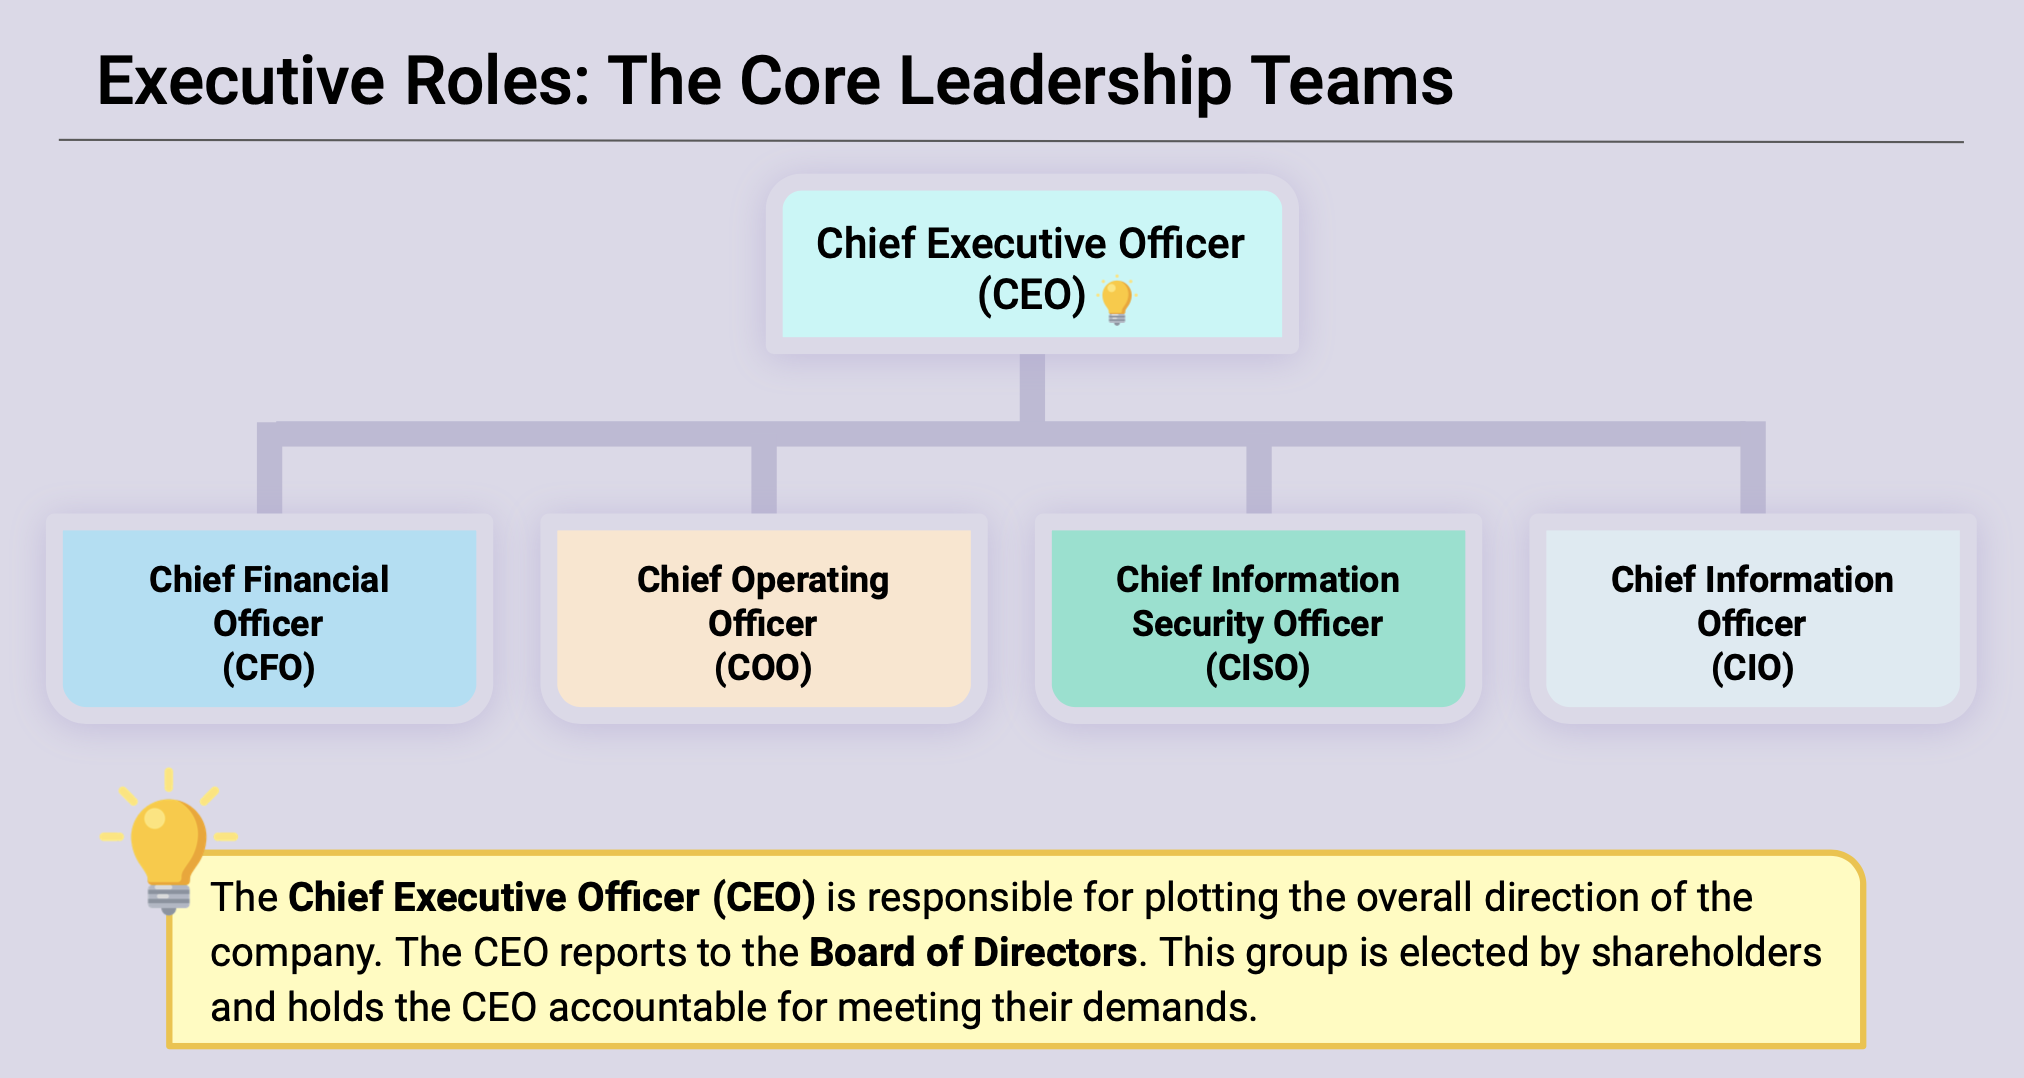 Executive Roles: The Core Leadership Teams
Chief Executive Officer
(CEO)
Chief Financial
Officer
(CFO)
Chief Operating
Officer
(COO)
Chief Information
Security Officer
(CISO)
Chief Information
Officer
(CIO)
The Chief Executive Officer (CEO) is responsible for plotting the overall direction of the
company. The CEO reports to the Board of Directors. This group is elected by shareholders
and holds the CEO accountable for meeting their demands.